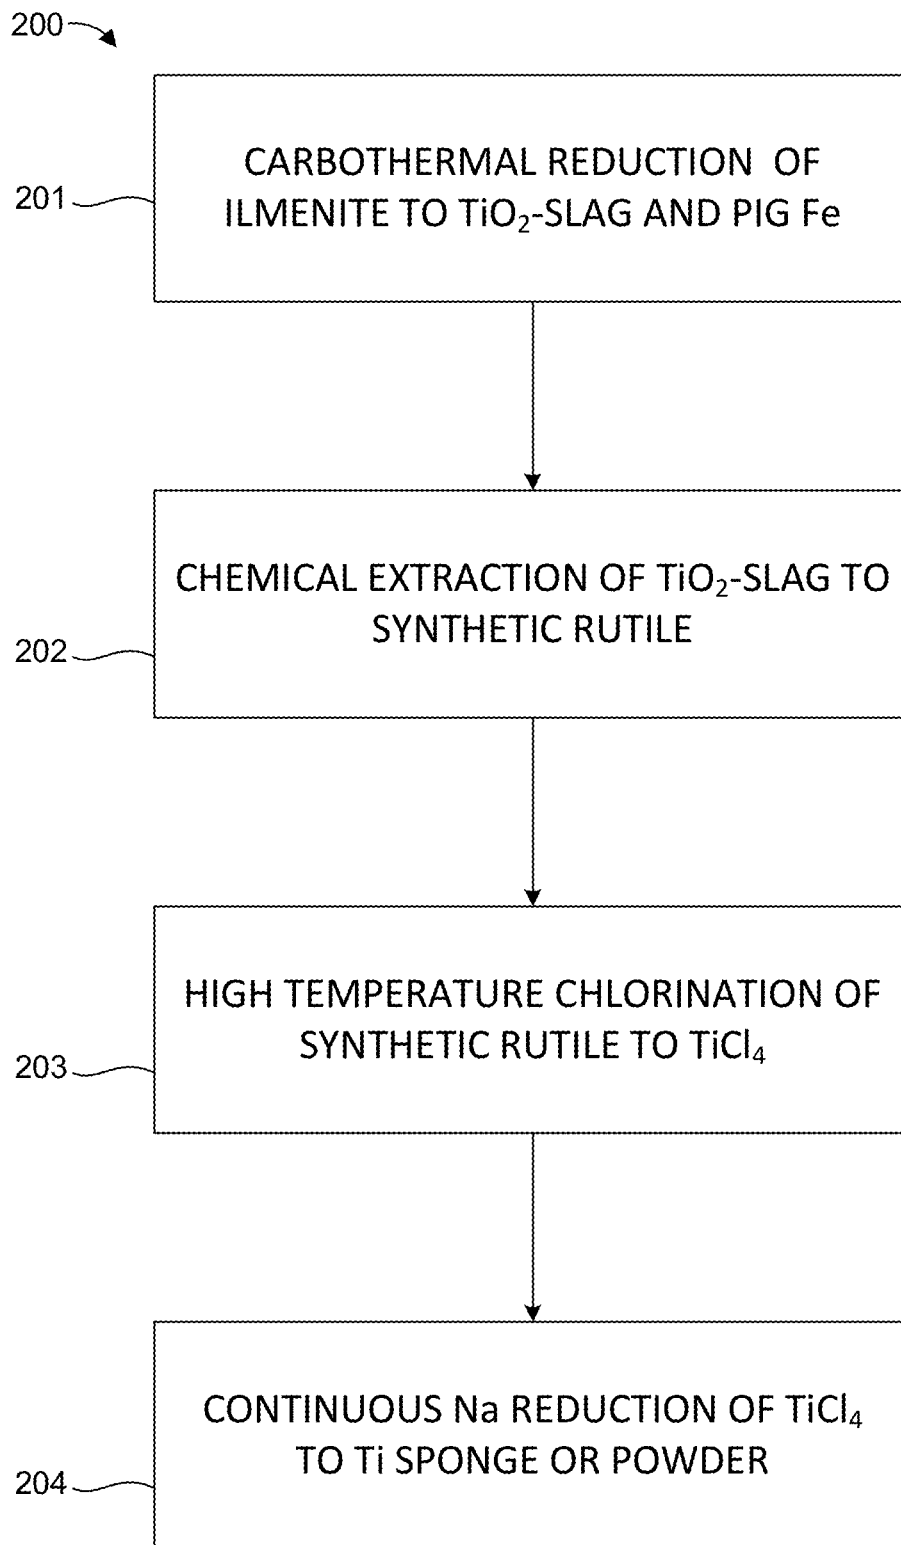 200
CARBOTHERMAL REDUCTION OF
201
ILMENITE TO TiO₂-SLAG AND PIG Fe
CHEMICAL EXTRACTION OF TiO₂-SLAG TO
SYNTHETIC RUTILE
202
HIGH TEMPERATURE CHLORINATION OF
SYNTHETIC RUTILE TO TiCl₄
203
CONTINUOUS Na REDUCTION OF TiCl₄
TO Ti SPONGE OR POWDER
204